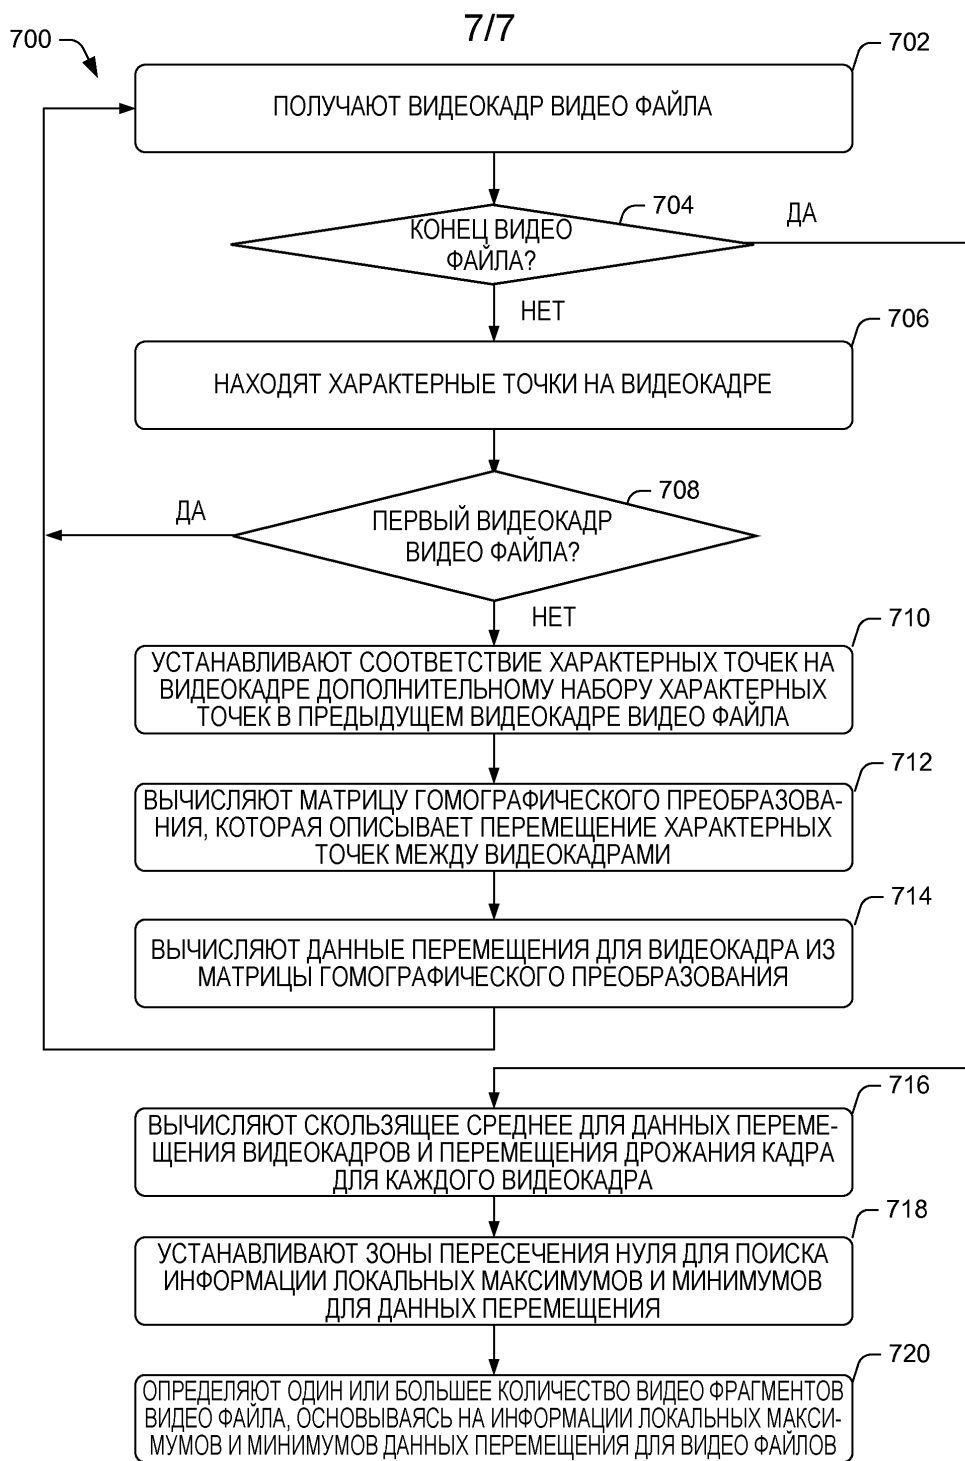 7/7
700
702
ПОЛУЧАЮТ ВИДЕОКАДР ВИДЕО ФАЙЛА
704
КОНЕЦ ВИДЕО
ФАЙЛА?
ДА
НЕТ
706
НАХОДЯТ ХАРАКТЕРНЫЕ ТОЧКИ НА ВИДЕОКАДРЕ
708
ДА
ПЕРВЫЙ ВИДЕОКАДР
ВИДЕО ФАЙЛА?
НЕТ
710
УСТАНАВЛИВАЮТ СООТВЕТСТВИЕ ХАРАКТЕРНЫХ ТОЧЕК НА
ВИДЕОКАДРЕ ДОПОЛНИТЕЛЬНОМУ НАБОРУ ХАРАКТЕРНЫХ
ТОЧЕК В ПРЕДЫДУЩЕМ ВИДЕОКАДРЕ ВИДЕО ФАЙЛА
712
ВЫЧИСЛЯЮТ МАТРИЦУ ГОМОГРАФИЧЕСКОГО ПРЕОБРАЗОВА-
НИЯ, КОТОРАЯ ОПИСЫВАЕТ ПЕРЕМЕЩЕНИЕ ХАРАКТЕРНЫХ
ТОЧЕК МЕЖДУ ВИДЕОКАДРАМИ
714
ВЫЧИСЛЯЮТ ДАННЫЕ ПЕРЕМЕЩЕНИЯ ДЛЯ ВИДЕОКАДРА ИЗ
МАТРИЦЫ ГОМОГРАФИЧЕСКОГО ПРЕОБРАЗОВАНИЯ
716
ВЫЧИСЛЯЮТ СКОЛЬЗЯЩЕЕ СРЕДНЕЕ ДЛЯ ДАННЫХ ПЕРЕМЕ-
ЩЕНИЯ ВИДЕОКАДРОВ И ПЕРЕМЕЩЕНИЯ ДРОЖАНИЯ КАДРА
ДЛЯ КАЖДОГО ВИДЕОКАДРА
718
УСТАНАВЛИВАЮТ ЗОНЫ ПЕРЕСЕЧЕНИЯ НУЛЯ ДЛЯ ПОИСКА
ИНФОРМАЦИИ ЛОКАЛЬНЫХ МАКСИМУМОВ И МИНИМУМОВ
ДЛЯ ДАННЫХ ПЕРЕМЕЩЕНИЯ
720
ОПРЕДЕЛЯЮТ ОДИН ИЛИ БОЛЬШЕЕ КОЛИЧЕСТВО ВИДЕО ФРАГМЕНТОВ
ВИДЕО ФАЙЛА, ОСНОВЫВАЯСЬ НА ИНФОРМАЦИИ ЛОКАЛЬНЫХ МАКСИ-
МУМОВ И МИНИМУМОВ ДАННЫХ ПЕРЕМЕЩЕНИЯ ДЛЯ ВИДЕО ФАЙЛОВ